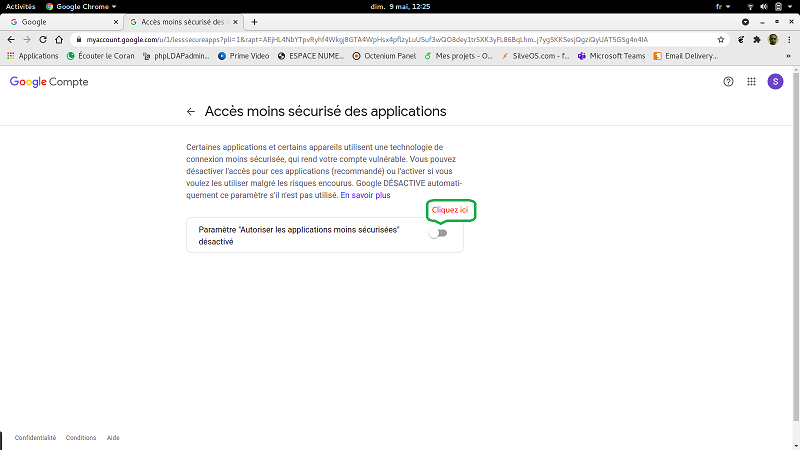 Activités Google Chrome dim. 9 mai, 12:25 fr
Google Accès moins sécurisé des app
myaccount.google.com/u/1/lesssecureapps?pli=1&rapt=AEjHL4NbYTpvRyhf4Wkgj8GTA4WpHsx4pflzyLuUSuf3wQO8dey1tr5XK3yFL86BqLhm...j7ygSKKSesjQgziQyUAT5GSg4n4IA
Applications Écouter le Coran phpLDAPadmin... Prime Video ESPACE NUME... Octenium Panel Mes projets - O... SilveOS.com - f... Microsoft Teams Email Delivery...
Google Compte
S
Accès moins sécurisé des applications
Certaines applications et certains appareils utilisent une technologie de
connexion moins sécurisée, qui rend votre compte vulnérable. Vous pouvez
désactiver l'accès pour ces applications (recommandé) ou l'activer si vous
voulez les utiliser malgré les risques encourus. Google DÉSACTIVE automati-
quement ce paramètre s'il n'est pas utilisé. En savoir plus
Cliquez ici
Paramètre "Autoriser les applications moins sécurisées"
désactivé
Confidentialité Conditions Aide